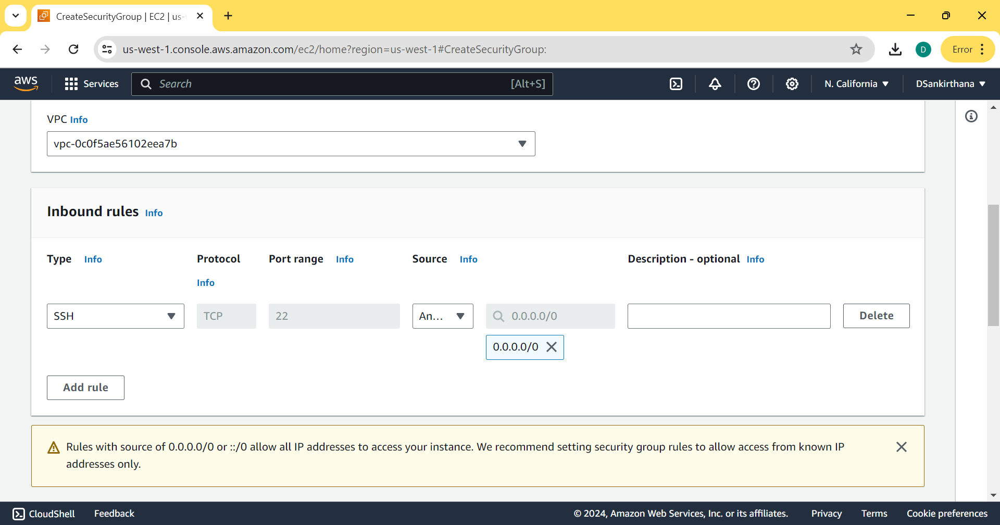 CreateSecurityGroup | EC2 | us-
us-west-1.console.aws.amazon.com/ec2/home?region=us-west-1#CreateSecurityGroup:
D
Error
aws
Services
Search
[Alt+S]
N. California
DSankirthana
VPC Info
vpc-0c0f5ae56102eea7b
Inbound rules Info
Type Info
Protocol
Info
Port range Info
Source Info
Description - optional Info
SSH
TCP
22
An...
0.0.0.0/0
Delete
0.0.0.0/0
Add rule
Rules with source of 0.0.0.0/0 or ::/0 allow all IP addresses to access your instance. We recommend setting security group rules to allow access from known IP
addresses only.
CloudShell
Feedback
© 2024, Amazon Web Services, Inc. or its affiliates.
Privacy
Terms
Cookie preferences